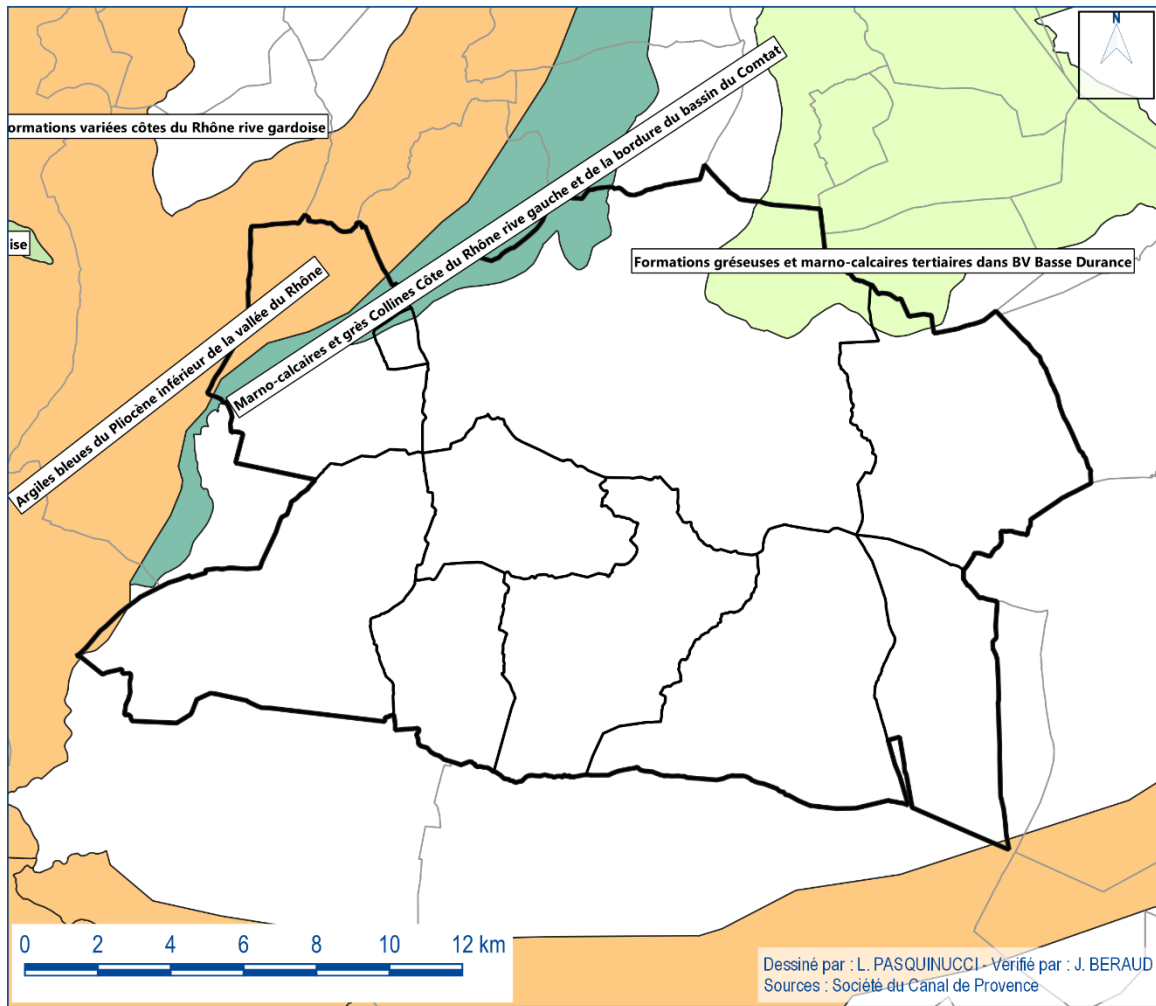 N
ormations variées côtes du Rhône rive gardoise
Marno-calcaires et grès Collines Côte du Rhône rive gauche et de la bordure du bassin du Comtat
ise
Formations gréseuses et marno-calcaires tertiaires dans BV Basse Durance
Argiles bleues du Pliocène inférieur de la vallée du Rhône
0 2 4 6 8 10 12 km
Dessiné par : L. PASQUINUCCI - Vérifié par : J. BERAUD
Sources : Société du Canal de Provence